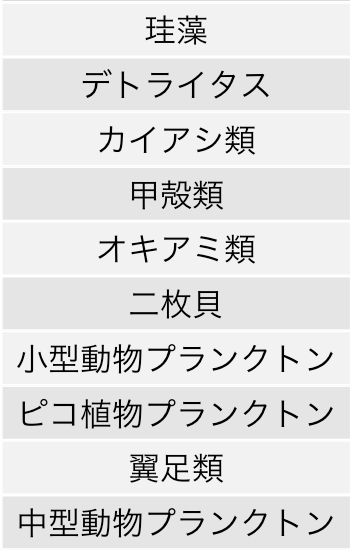 珪藻
デトライタス
カイアシ類
甲殻類
オキアミ類
二枚貝
小型動物プランクトン
ピコ植物プランクトン
翼足類
中型動物プランクトン